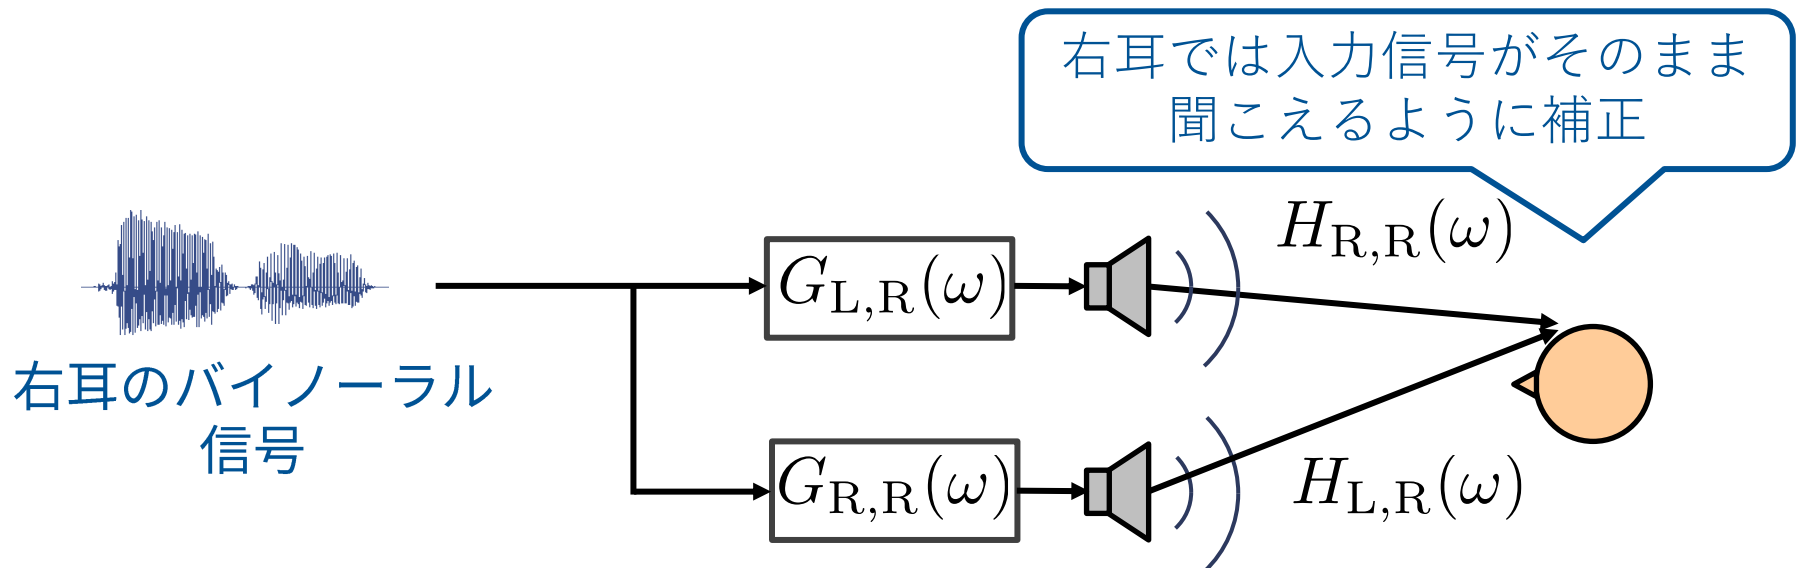 右耳では入力信号がそのまま
聞こえるように補正
H_{R,R}(ω)
G_{L,R}(ω)
右耳のバイノーラル
信号
G_{R,R}(ω)
H_{L,R}(ω)